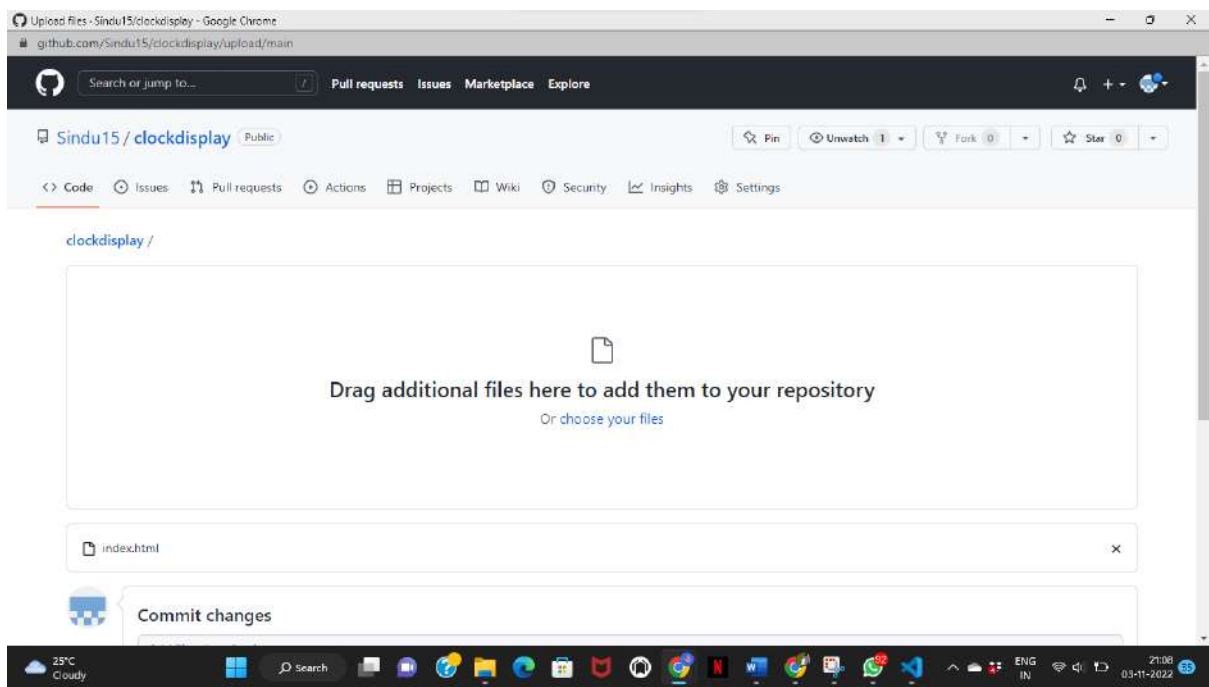 Upload files - Sindu15/clockdisplay - Google Chrome
github.com/Sindu15/clockdisplay/upload/main
Search or jump to... / Pull requests Issues Marketplace Explore
Sindu15 / clockdisplay Public Pin Unwatch 1 Fork 0 Star 0
Code Issues Pull requests Actions Projects Wiki Security Insights Settings
clockdisplay /
Drag additional files here to add them to your repository
Or choose your files
index.html
Commit changes
25°C
Cloudy
Search
ENG
IN
21:08
03-11-2022